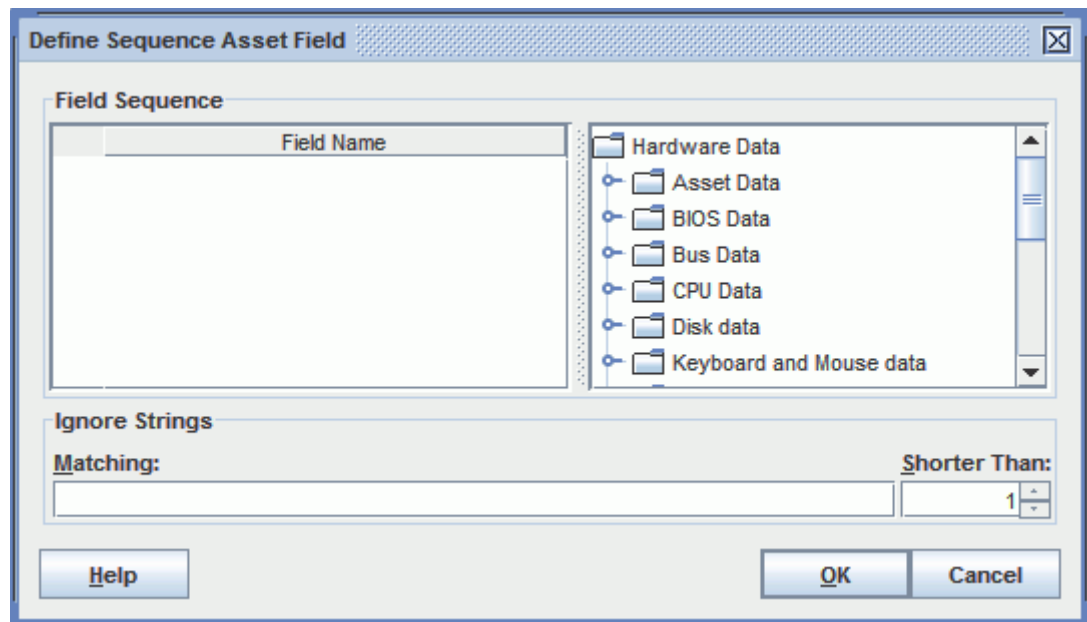 Define Sequence Asset Field
Field Sequence
Field Name
Hardware Data
Asset Data
BIOS Data
Bus Data
CPU Data
Disk data
Keyboard and Mouse data
Ignore Strings
Matching: Shorter Than:
1
Help OK Cancel